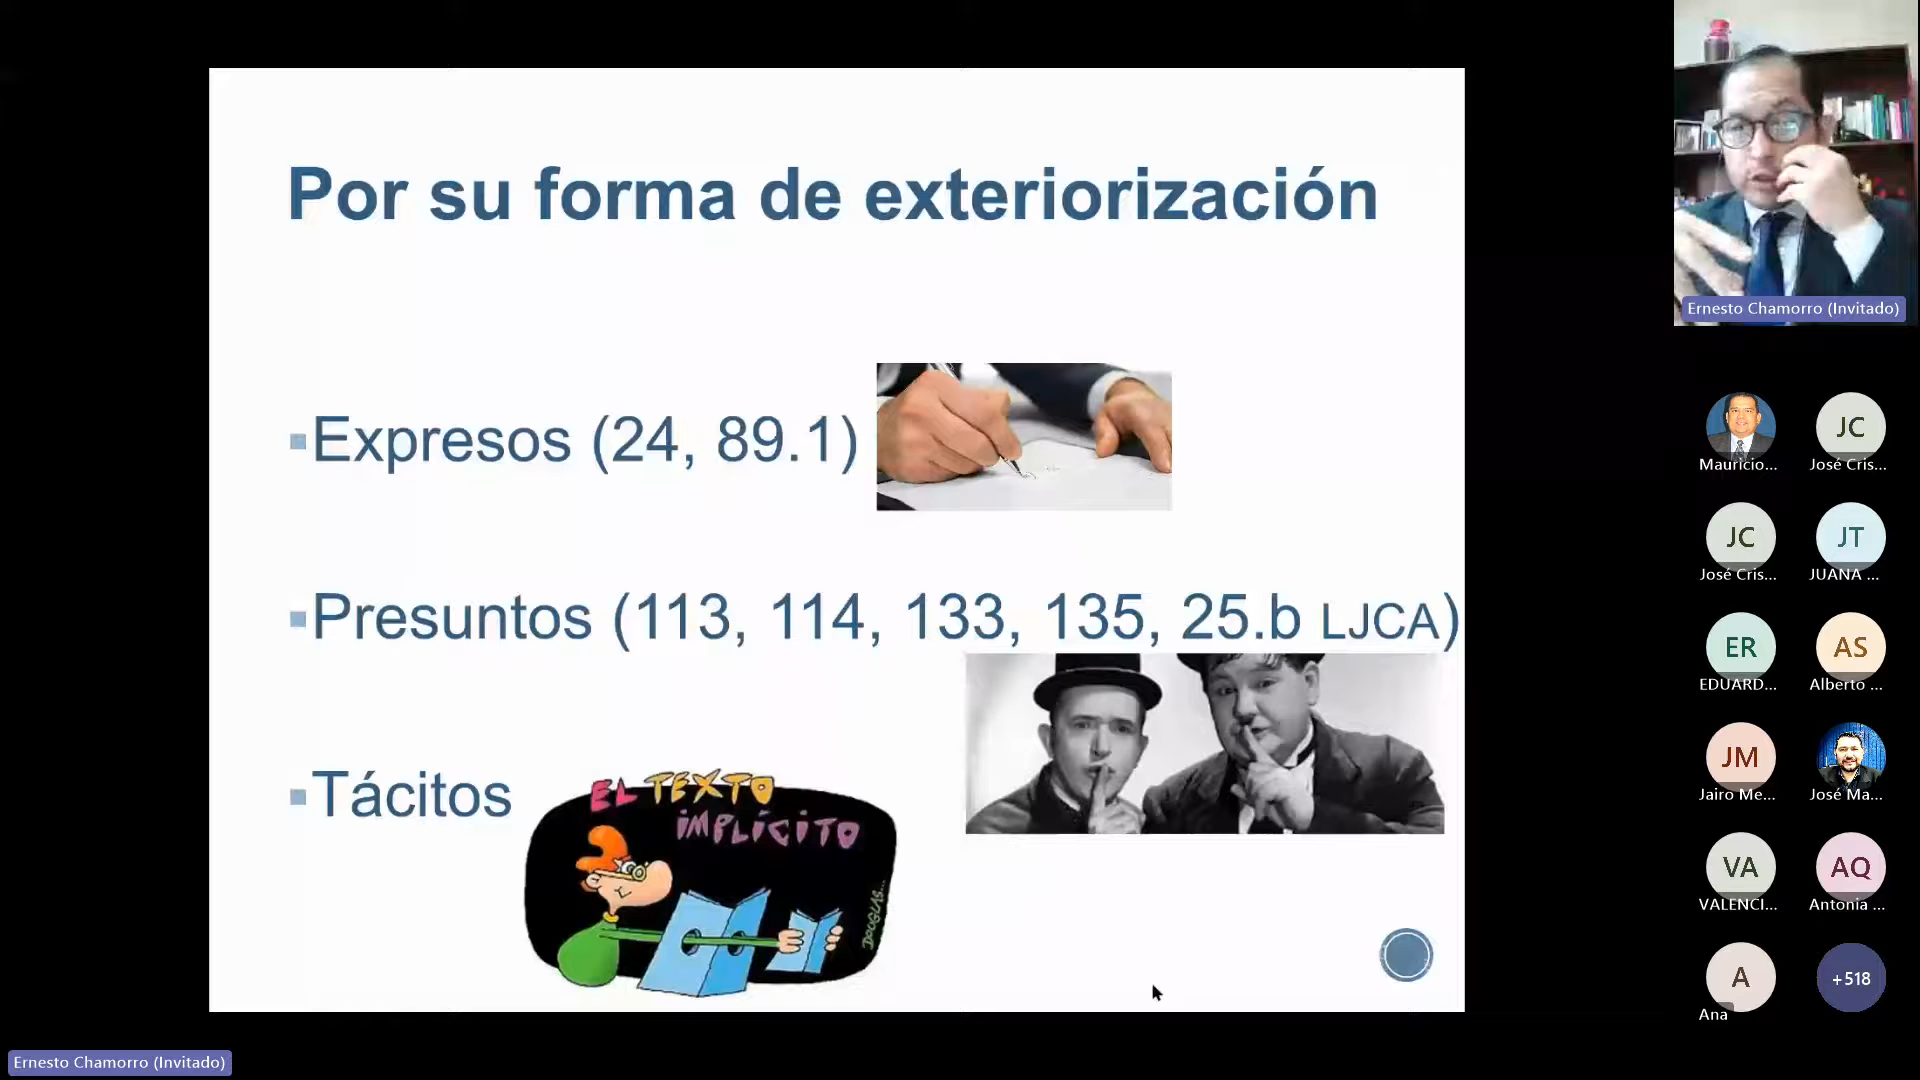 Por su forma de exteriorización
▪Expresos (24, 89.1)
▪Presuntos (113, 114, 133, 135, 25.b LJCA)
▪Tácitos
EL TEXTO
IMPLÍCITO
DOUGLAS...
Ernesto Chamorro (Invitado)
Mauricio...
JC
José Cris...
JC
José Cris...
JT
JUANA ...
ER
EDUARD...
AS
Alberto ...
JM
Jairo Me...
José Ma...
VA
VALENCI...
AQ
Antonia ...
A
Ana
+518
Ernesto Chamorro (Invitado)